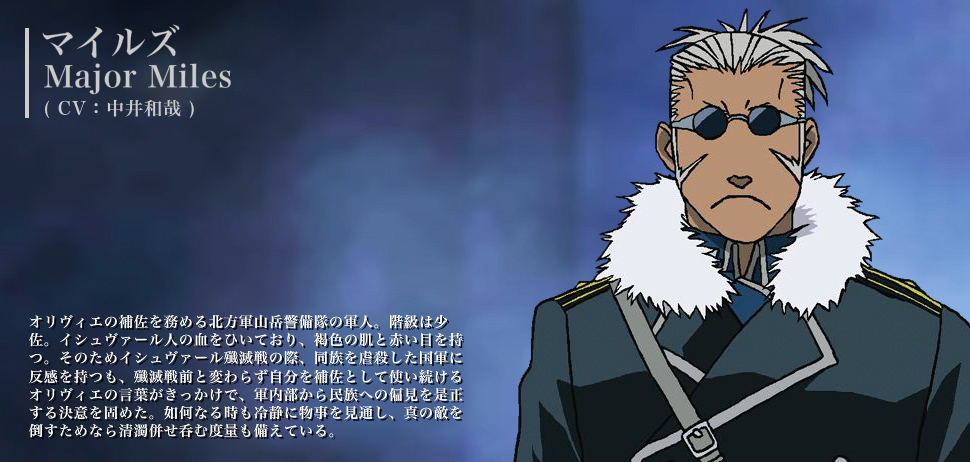 マイルズ
Major Miles
( CV：中井和哉 )
オリヴィエの補佐を務める北方軍山岳警備隊の軍人。階級は少
佐。イシュヴァール人の血をひいており、褐色の肌と赤い目を持
つ。そのためイシュヴァール殲滅戦の際、同族を虐殺した国軍に
反感を持つも、殲滅戦前と変わらず自分を補佐として使い続ける
オリヴィエの言葉がきっかけで、軍内部から民族への偏見を是正
する決意を固めた。如何なる時も冷静に物事を見通し、真の敵を
倒すためなら清濁併せ呑む度量も備えている。